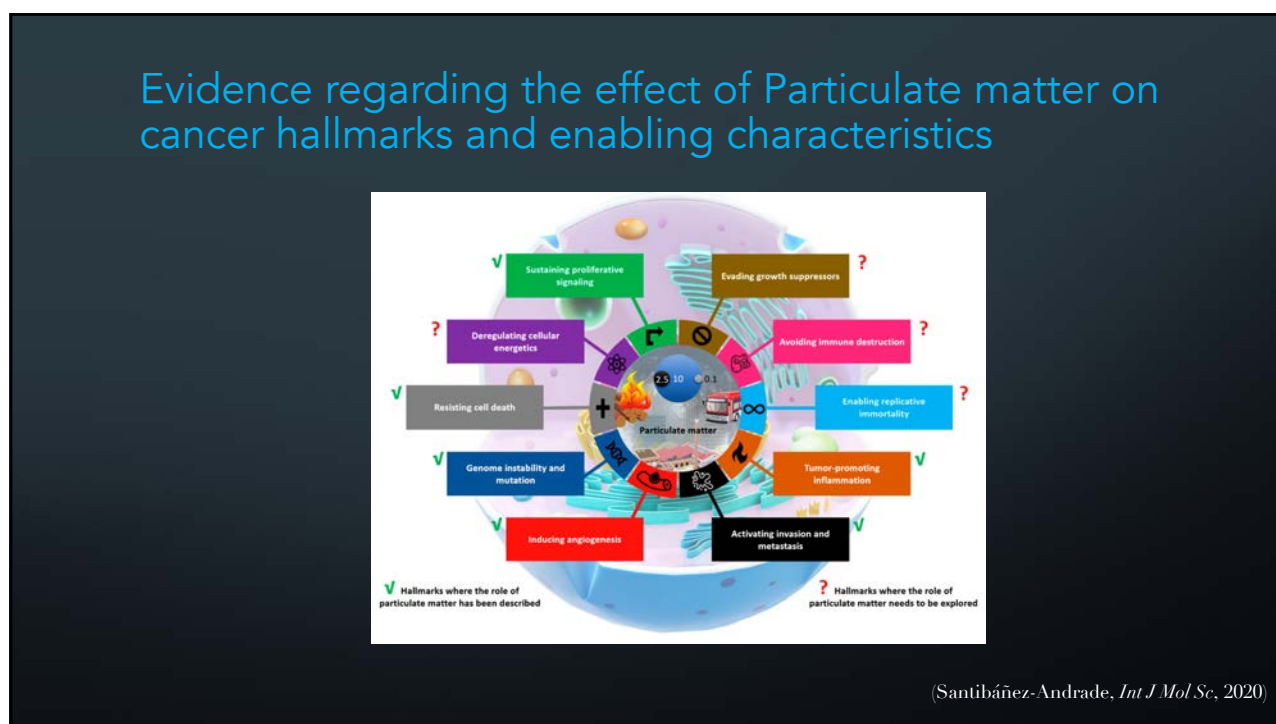 Evidence regarding the effect of Particulate matter on
cancer hallmarks and enabling characteristics
√
Sustaining proliferative
signaling
Evading growth suppressors
?
?
Deregulating cellular
energetics
Avoiding immune destruction
?
√
Resisting cell death
2.5
10
0.1
Particulate matter
Enabling replicative
immortality
?
√
Genome instability and
mutation
Tumor-promoting
inflammation
√
√
Inducing angiogenesis
Activating invasion and
metastasis
√
√ Hallmarks where the role of
particulate matter has been described
? Hallmarks where the role of
particulate matter needs to be explored
(Santibáñez-Andrade, Int J Mol Sc, 2020)